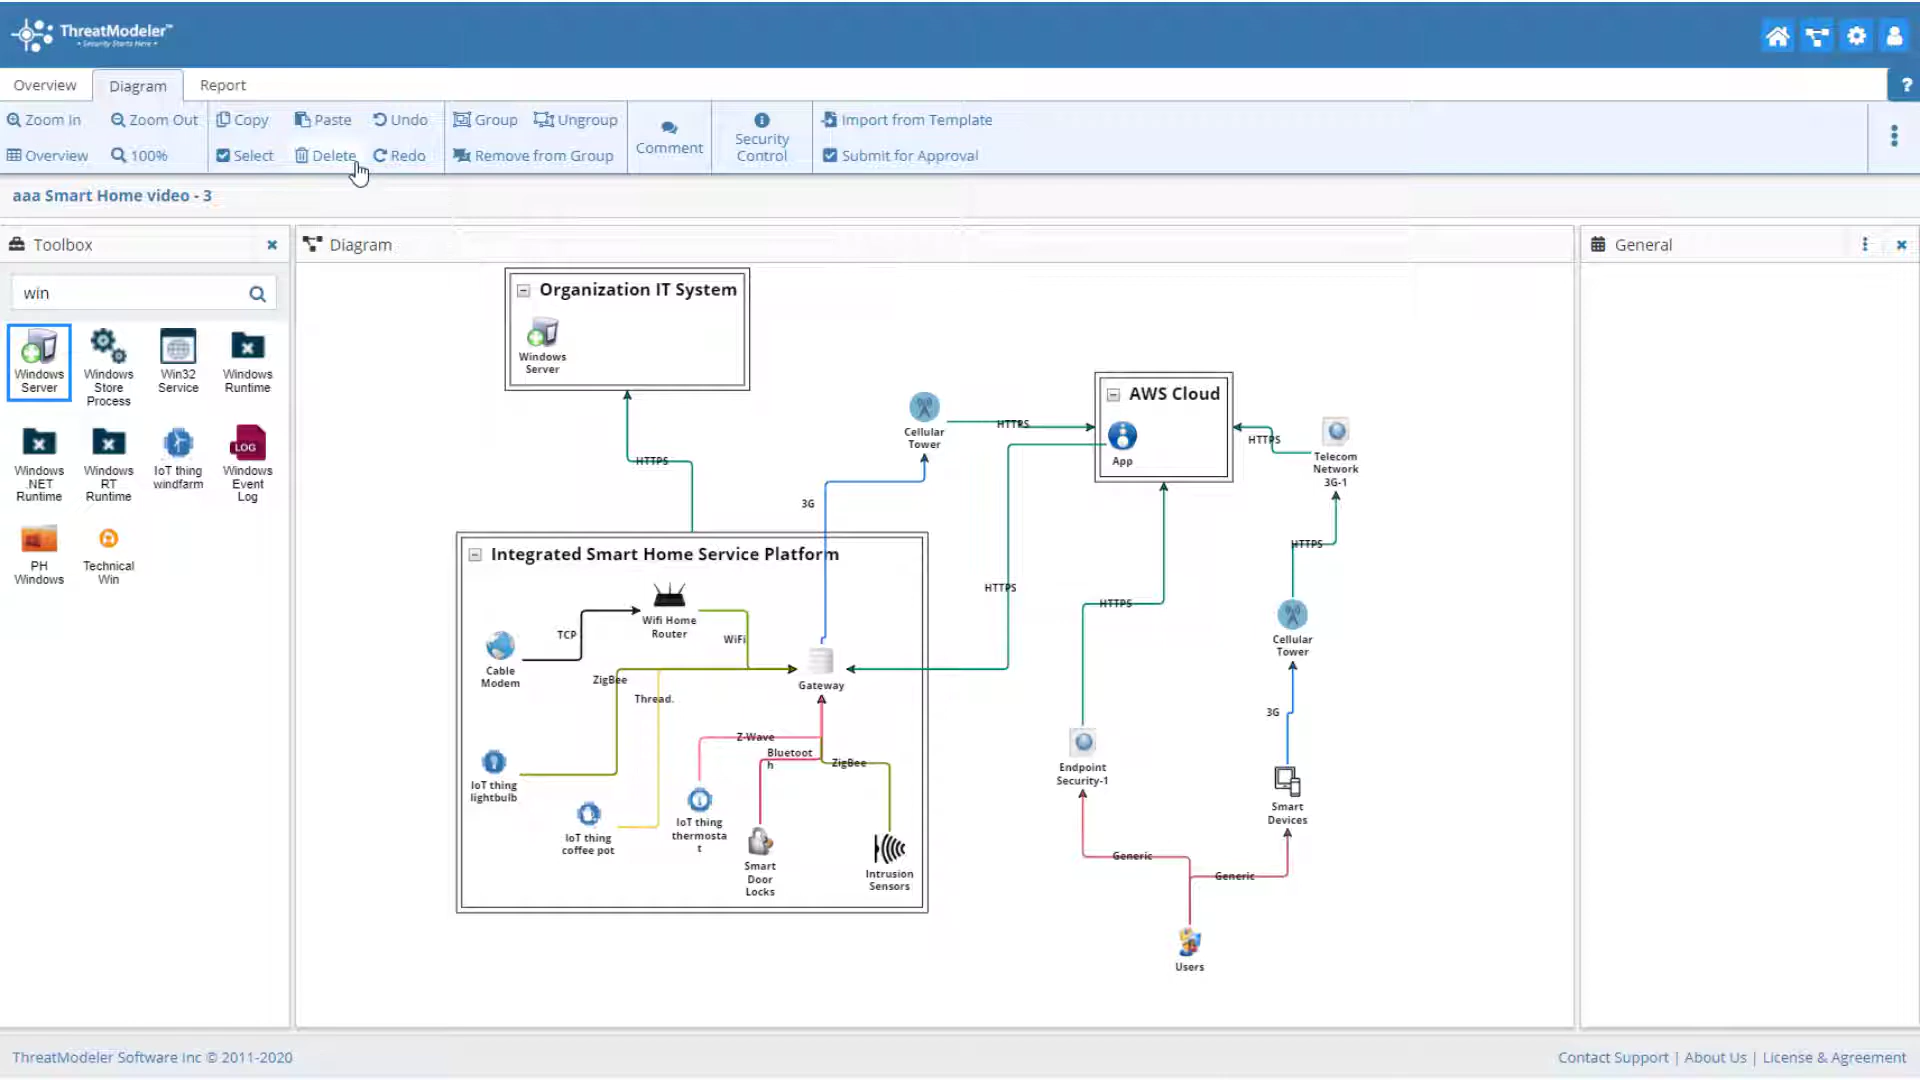 ThreatModeler™
• Security Starts Here •
Overview
Diagram
Report
?
Zoom In
Zoom Out
Copy
Paste
Undo
Group
Ungroup
Comment
Security
Control
Import from Template
Overview
100%
Select
Delete
Redo
Remove from Group
Submit for Approval
aaa Smart Home video - 3
Toolbox
win
Windows
Server
Windows
Store
Process
Win32
Service
Windows
Runtime
Windows
.NET
Runtime
Windows
RT
Runtime
IoT thing
windfarm
LOG
Windows
Event
Log
PH
Windows
Technical
Win
Diagram
Organization IT System
Windows
Server
HTTPS
Cellular
Tower
HTTPS
3G
AWS Cloud
App
HTTPS
Telecom
Network
3G-1
HTTPS
HTTPS
HTTPS
Cellular
Tower
3G
Integrated Smart Home Service Platform
Wifi Home
Router
TCP
WiFi
Cable
Modem
ZigBee
Thread.
Gateway
Z-Wave
Bluetoot
h
ZigBee
IoT thing
lightbulb
IoT thing
coffee pot
IoT thing
thermosta
t
Smart
Door
Locks
Intrusion
Sensors
Endpoint
Security-1
Smart
Devices
Generic
Generic
Users
General
ThreatModeler Software Inc © 2011-2020
Contact Support | About Us | License & Agreement